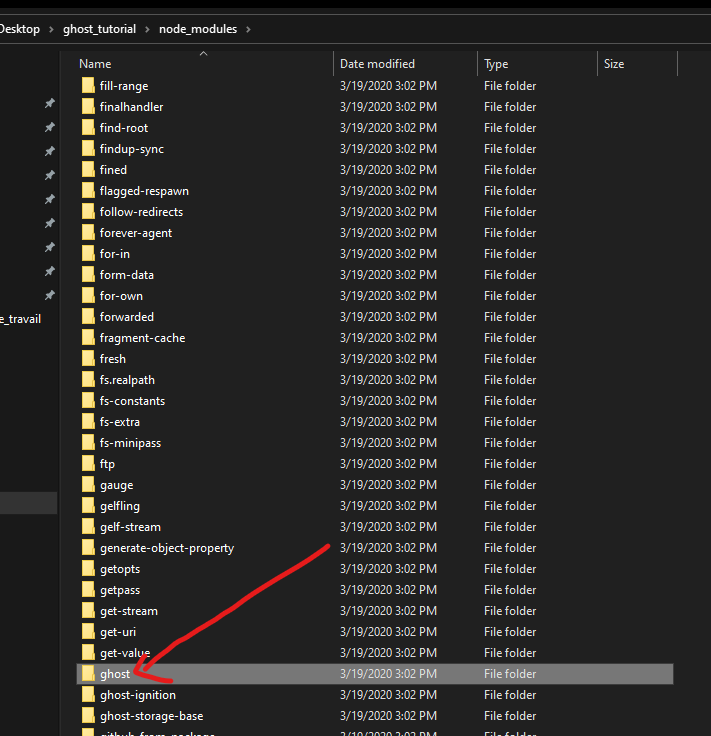 Desktop > ghost_tutorial > node_modules >
Name Date modified Type Size
fill-range 3/19/2020 3:02 PM File folder
finalhandler 3/19/2020 3:02 PM File folder
find-root 3/19/2020 3:02 PM File folder
findup-sync 3/19/2020 3:02 PM File folder
fined 3/19/2020 3:02 PM File folder
flagged-respawn 3/19/2020 3:02 PM File folder
follow-redirects 3/19/2020 3:02 PM File folder
forever-agent 3/19/2020 3:02 PM File folder
for-in 3/19/2020 3:02 PM File folder
form-data 3/19/2020 3:02 PM File folder
for-own 3/19/2020 3:02 PM File folder
e_travail
forwarded 3/19/2020 3:02 PM File folder
fragment-cache 3/19/2020 3:02 PM File folder
fresh 3/19/2020 3:02 PM File folder
fs.realpath 3/19/2020 3:02 PM File folder
fs-constants 3/19/2020 3:02 PM File folder
fs-extra 3/19/2020 3:02 PM File folder
fs-minipass 3/19/2020 3:02 PM File folder
ftp 3/19/2020 3:02 PM File folder
gauge 3/19/2020 3:02 PM File folder
gelfling 3/19/2020 3:02 PM File folder
gelf-stream 3/19/2020 3:02 PM File folder
generate-object-property 3/19/2020 3:02 PM File folder
getopts 3/19/2020 3:02 PM File folder
getpass 3/19/2020 3:02 PM File folder
get-stream 3/19/2020 3:02 PM File folder
get-uri 3/19/2020 3:02 PM File folder
get-value 3/19/2020 3:02 PM File folder
ghost 3/19/2020 3:02 PM File folder
ghost-ignition 3/19/2020 3:02 PM File folder
ghost-storage-base 3/19/2020 3:02 PM File folder
github-from-package 3/19/2020 3:02 PM File folder